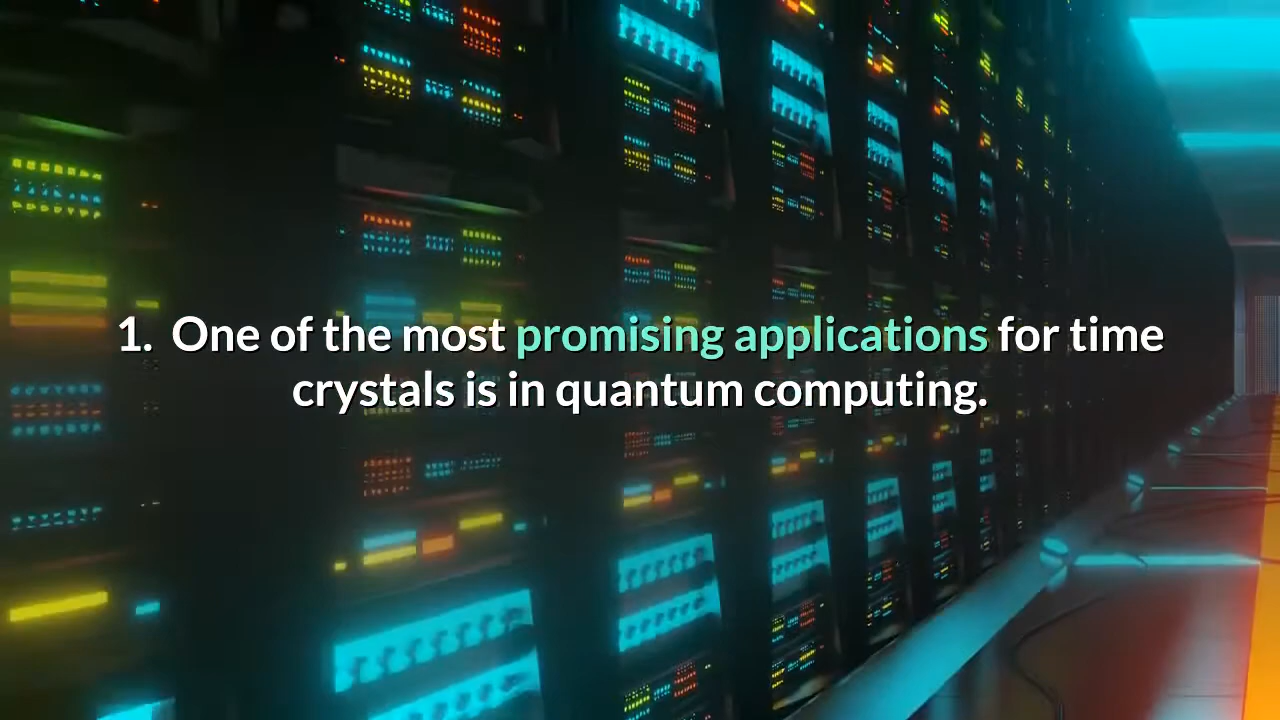 1. One of the most promising applications for time
crystals is in quantum computing.